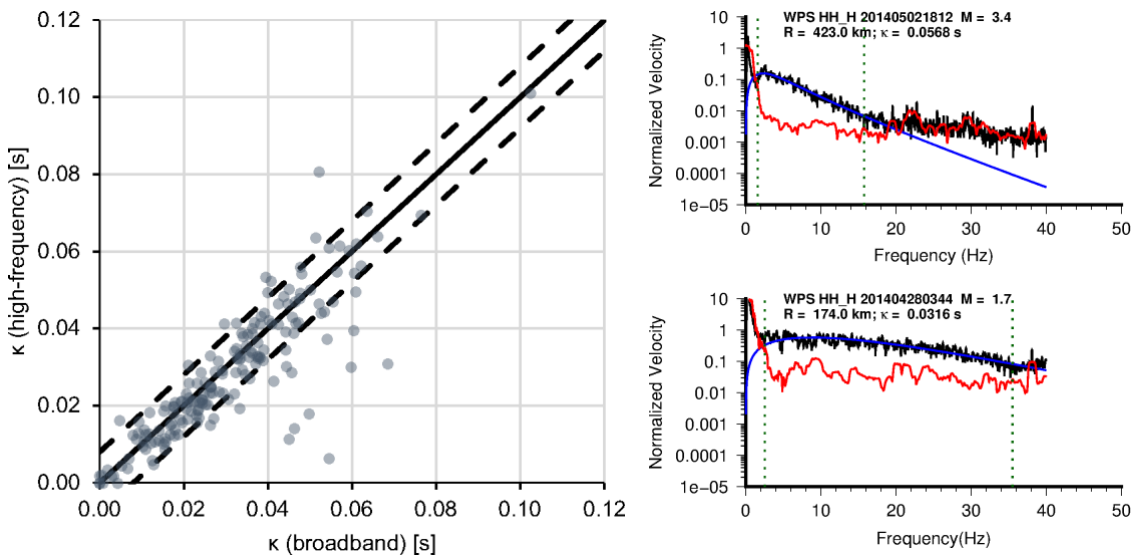 κ (high-frequency) [s]
0.12
0.10
0.08
0.06
0.04
0.02
0.00
0.00 0.02 0.04 0.06 0.08 0.10 0.12
κ (broadband) [s]
WPS HH_H 201405021812 M = 3.4
R = 423.0 km; κ = 0.0568 s
Normalized Velocity
10
1
0.1
0.01
0.001
0.0001
1e-05
0 10 20 30 40 50
Frequency (Hz)
WPS HH_H 201404280344 M = 1.7
R = 174.0 km; κ = 0.0316 s
Normalized Velocity
10
1
0.1
0.01
0.001
0.0001
1e-05
0 10 20 30 40 50
Frequency(Hz)